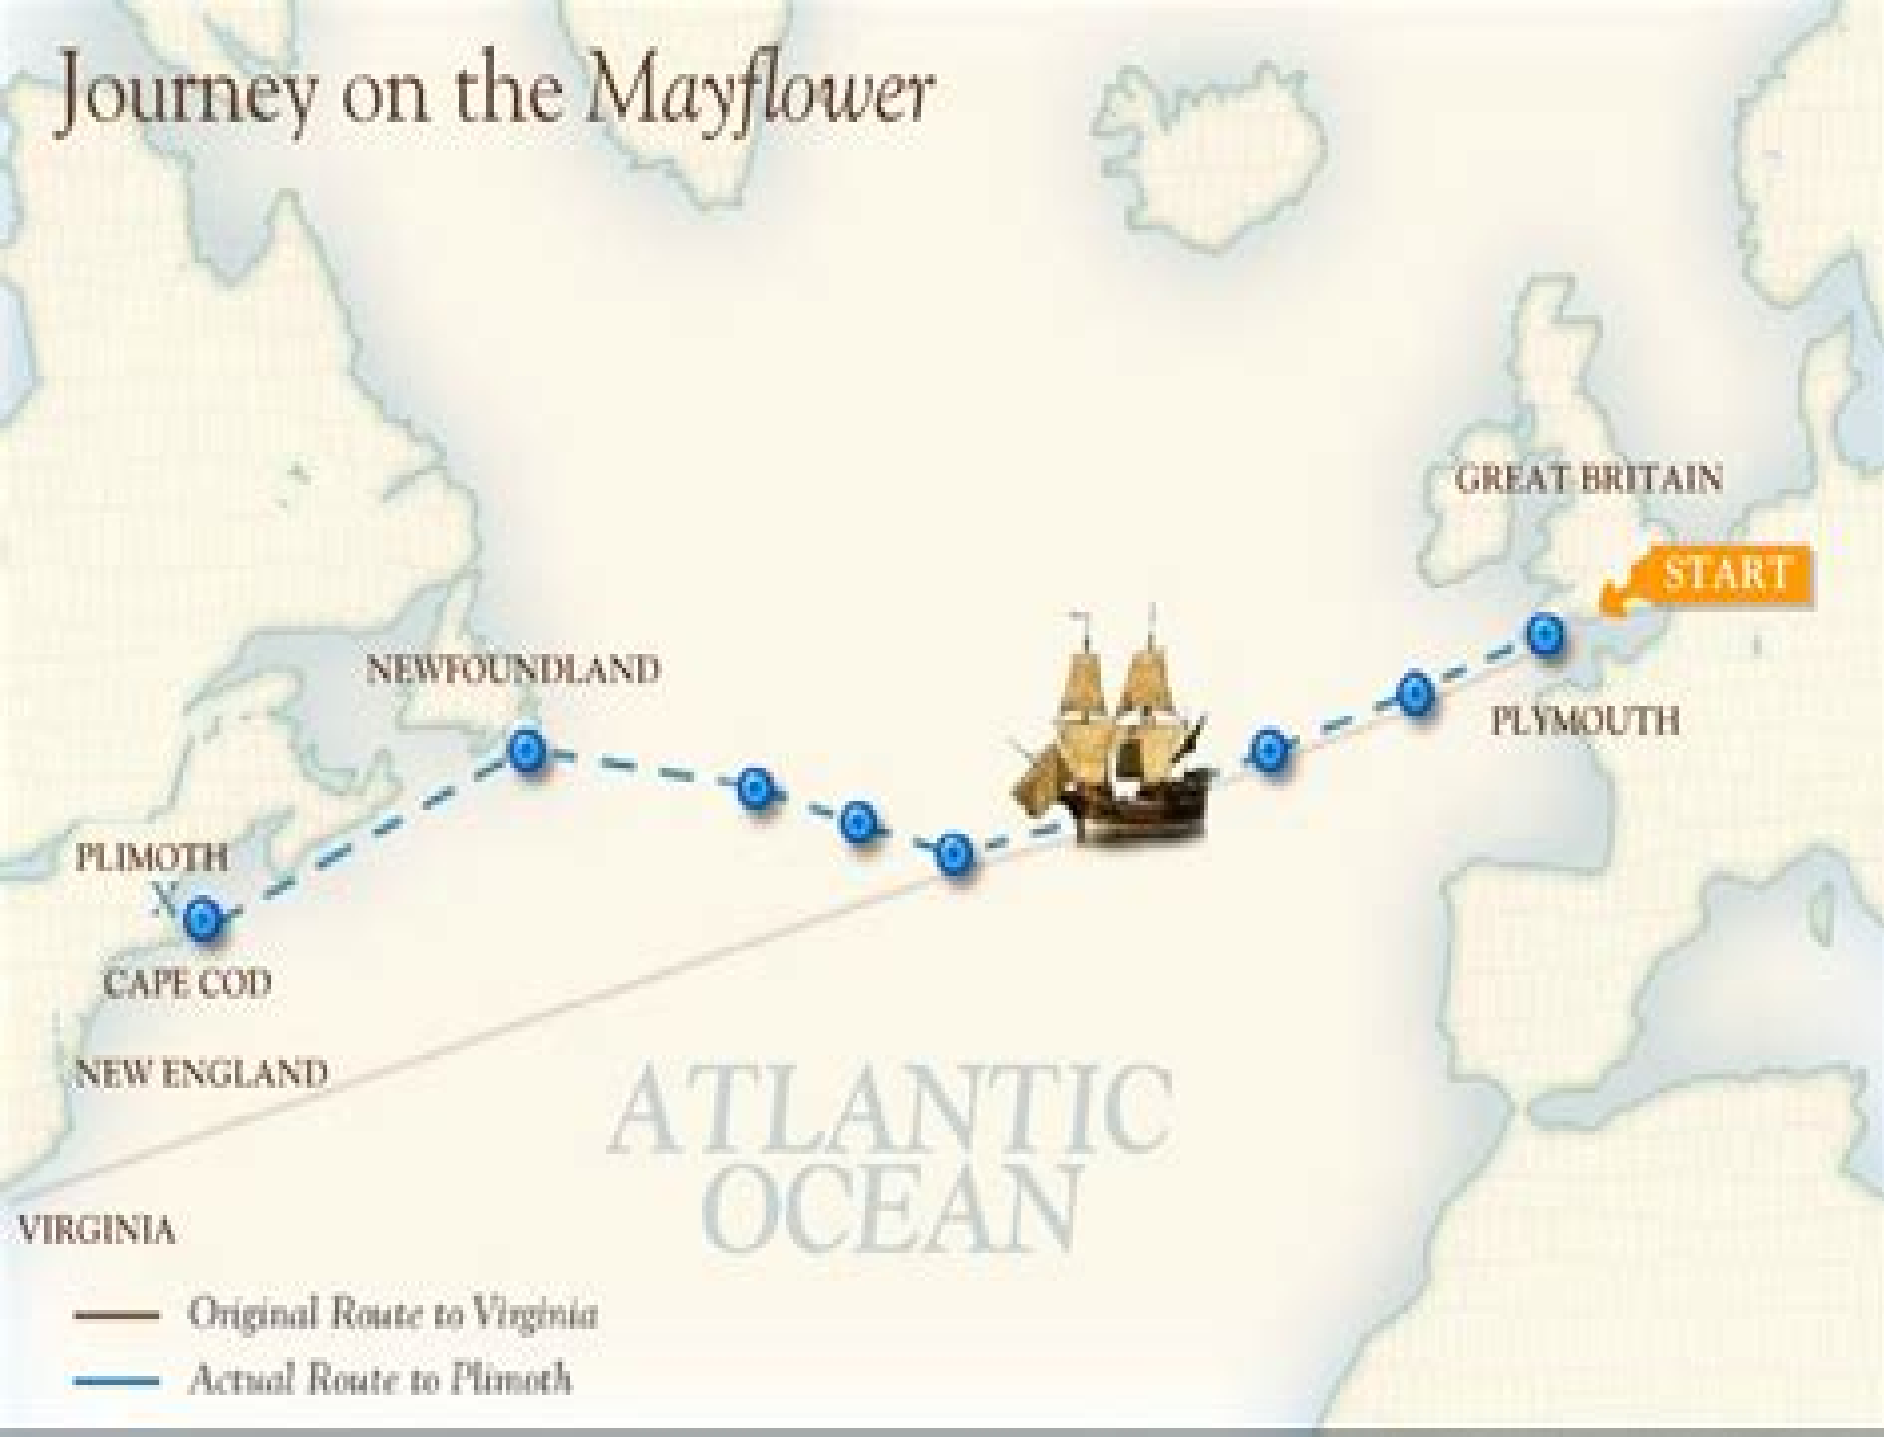 Journey on the Mayflower
GREAT BRITAIN
START
NEWFOUNDLAND
PLYMOUTH
PLIMOTH
X
CAPE COD
NEW ENGLAND
ATLANTIC
OCEAN
VIRGINIA
Original Route to Virginia
Actual Route to Plimoth